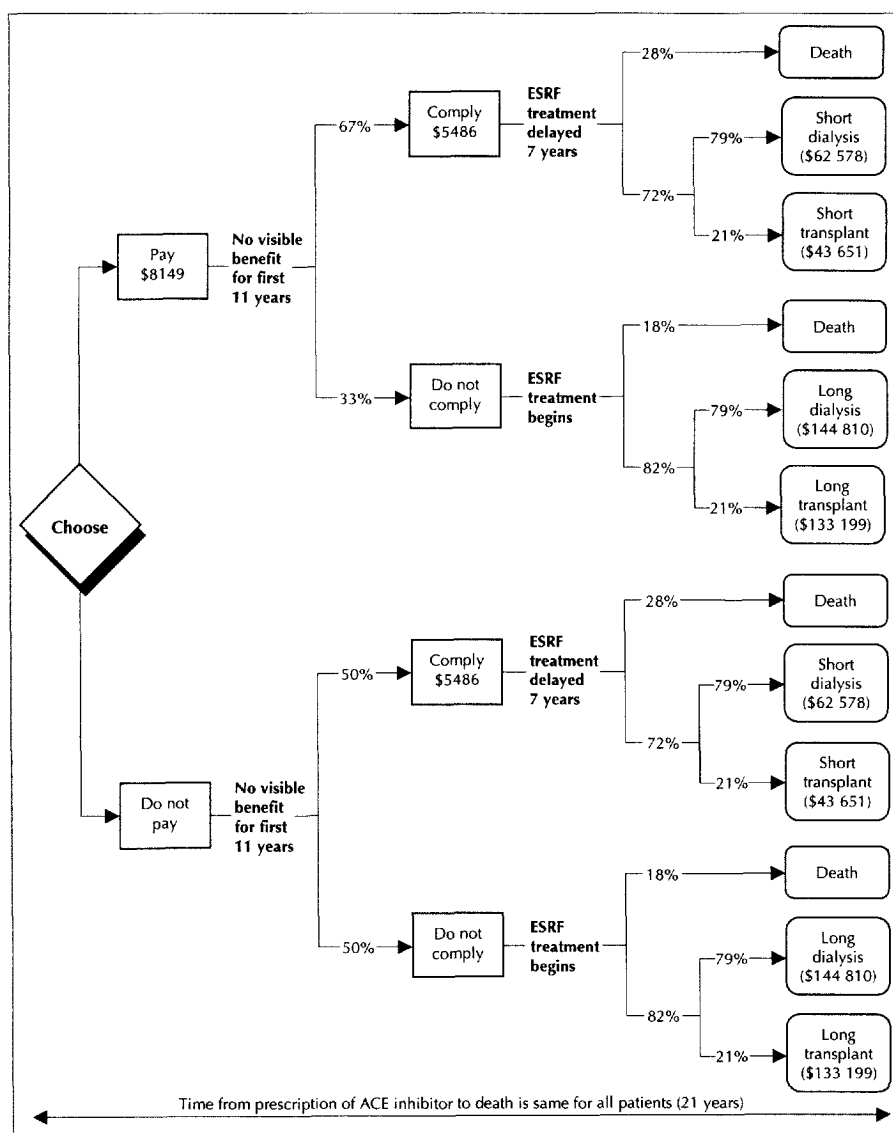 28%
Death
67%
Comply
$5486
ESRF
treatment
delayed
7 years
79%
Short
dialysis
($62 578)
72%
21%
Short
transplant
($43 651)
Pay
$8149
No visible
benefit
for first
11 years
18%
Death
33%
Do not
comply
ESRF
treatment
begins
79%
Long
dialysis
($144 810)
82%
21%
Long
transplant
($133 199)
Choose
28%
Death
50%
Comply
$5486
ESRF
treatment
delayed
7 years
79%
Short
dialysis
($62 578)
72%
21%
Short
transplant
($43 651)
Do not
pay
No visible
benefit
for first
11 years
18%
Death
50%
Do not
comply
ESRF
treatment
begins
79%
Long
dialysis
($144 810)
82%
21%
Long
transplant
($133 199)
Time from prescription of ACE inhibitor to death is same for all patients (21 years)